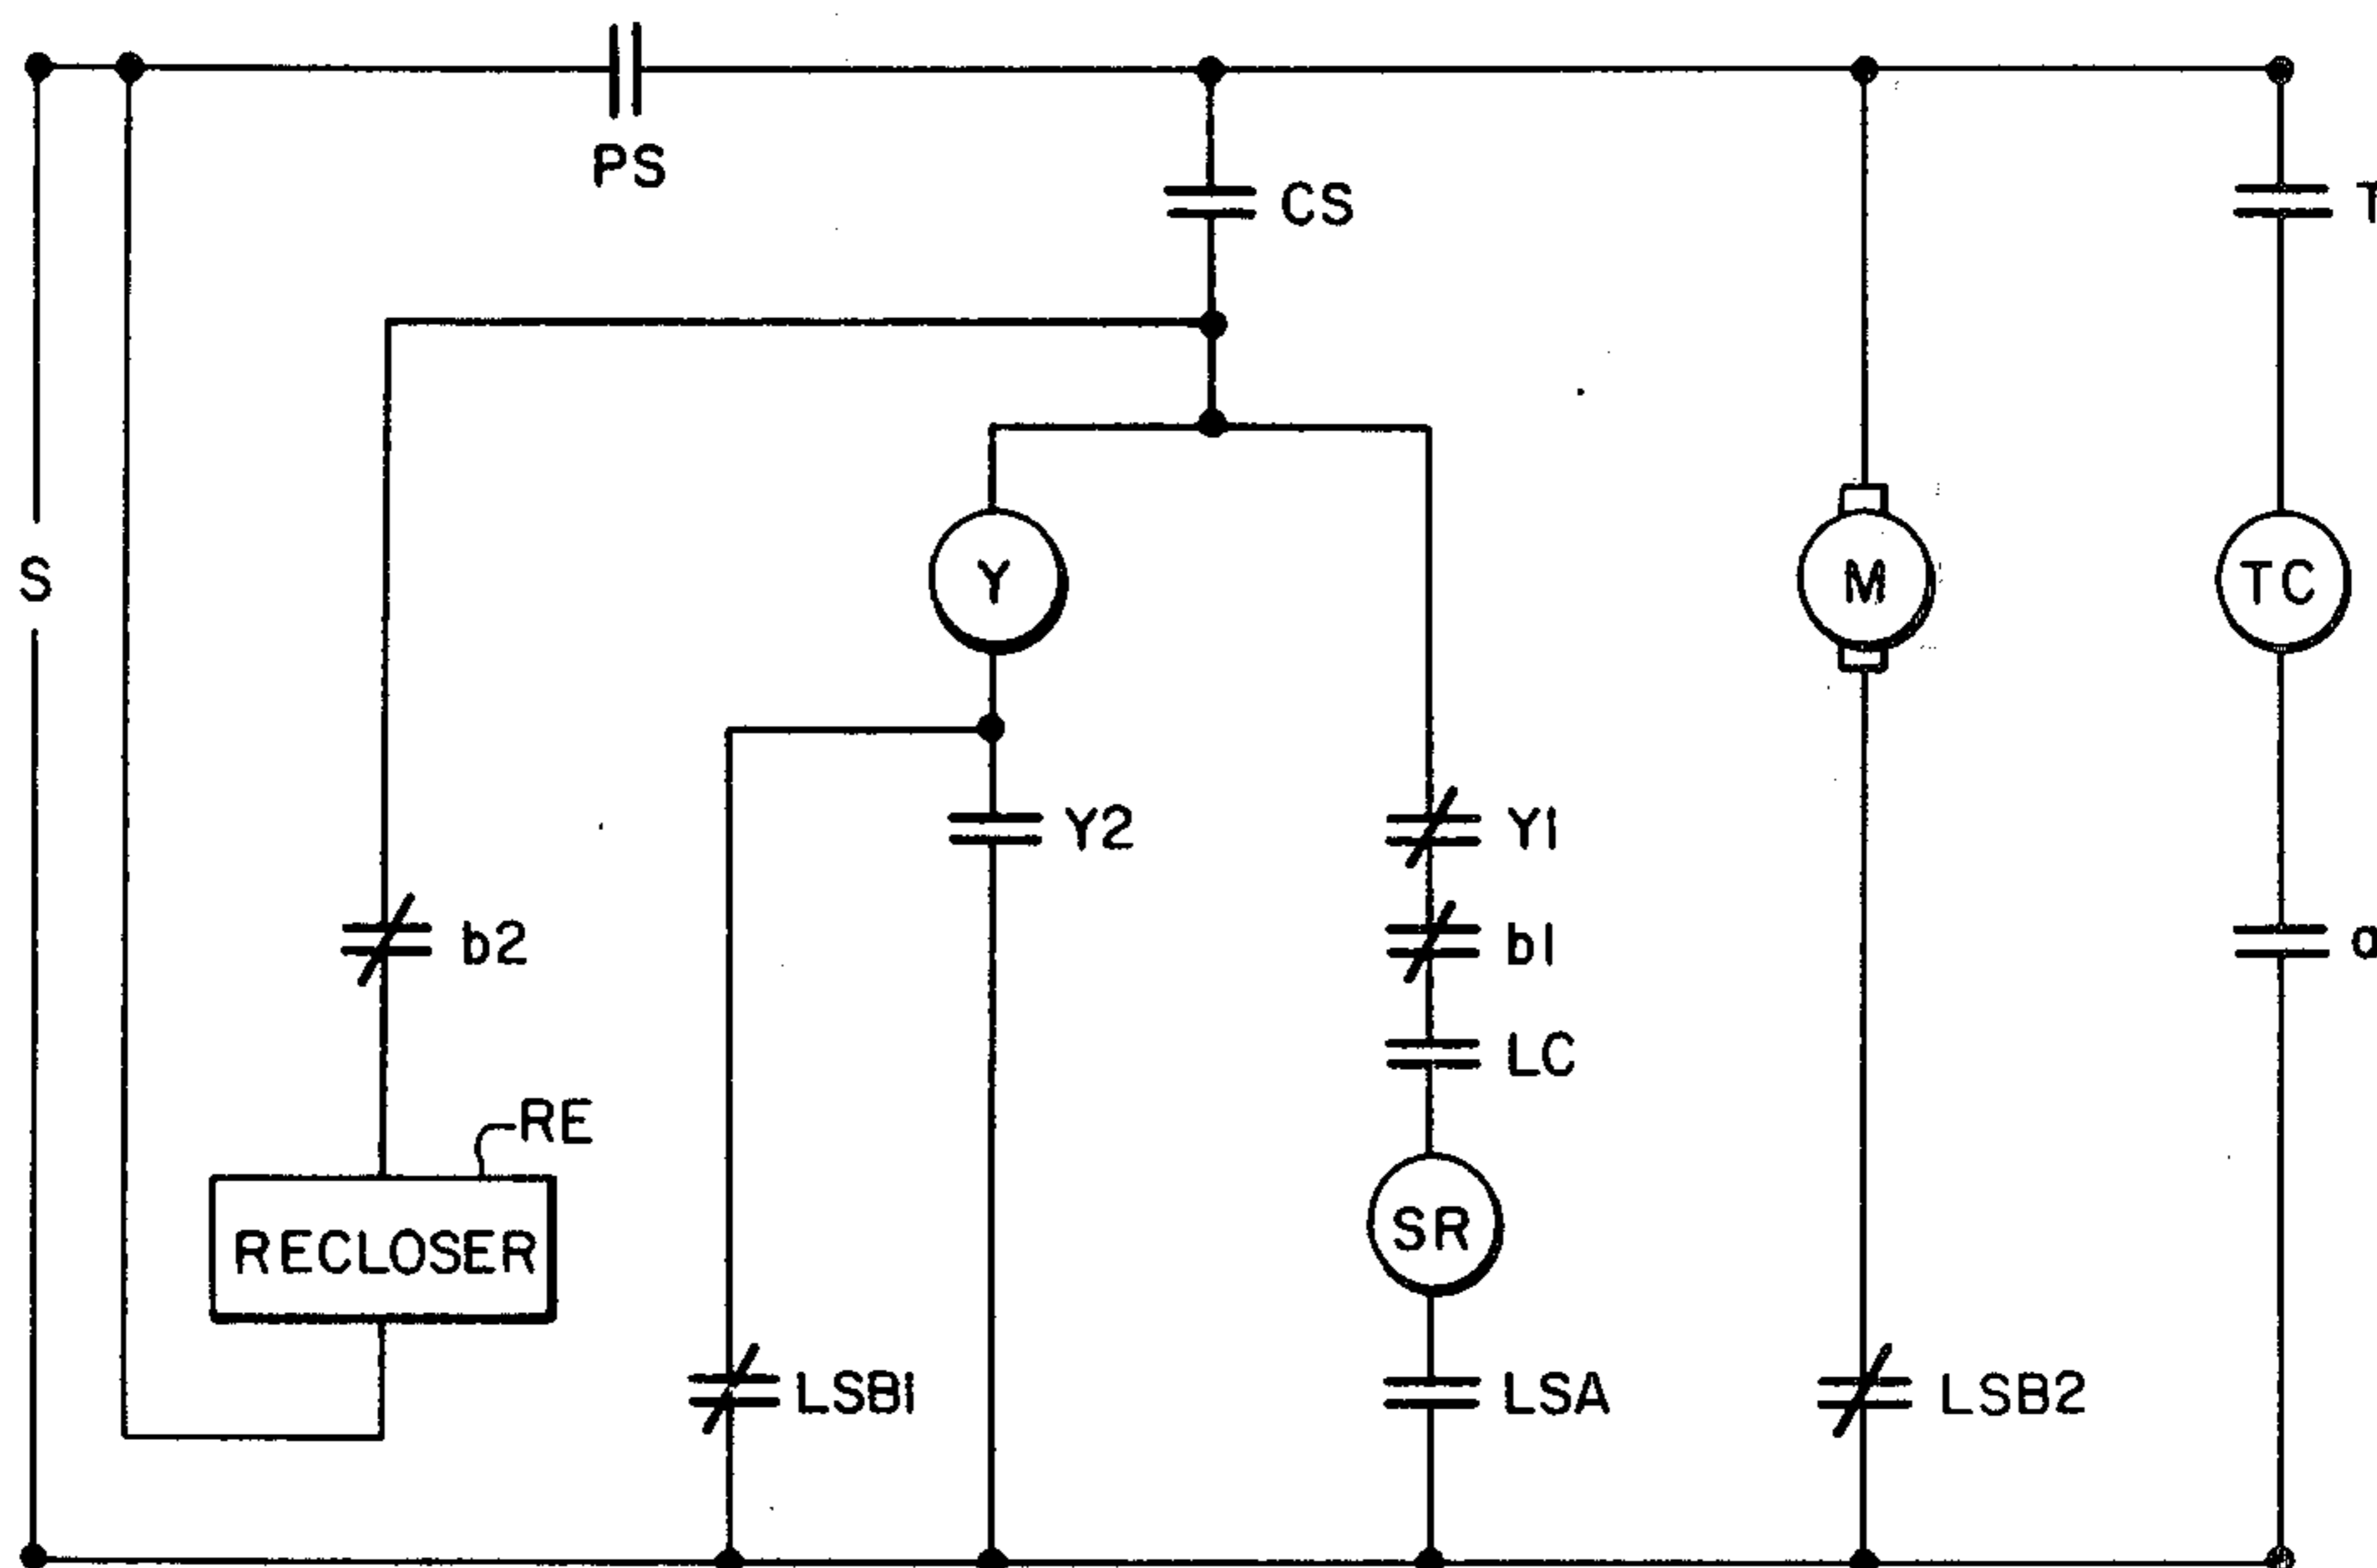 PS
CS
T
S
Y
M
TC
Y2
Y1
b2
b1
a
LC
RE
RECLOSER
SR
LSB1
LSA
LSB2